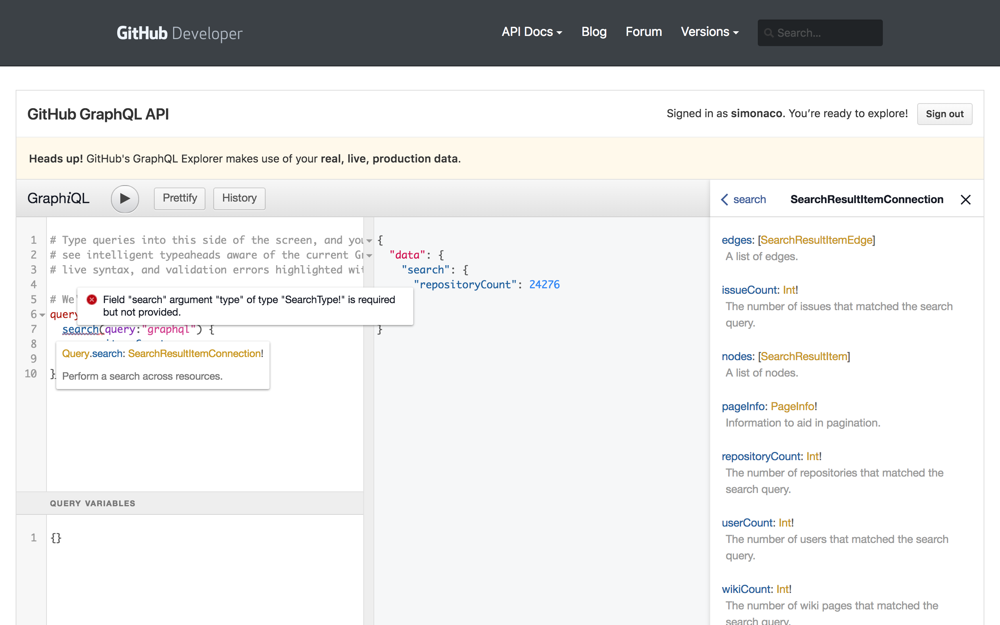 GitHub Developer
API Docs
Blog
Forum
Versions
Search...
GitHub GraphQL API
Signed in as simonaco. You’re ready to explore!
Sign out
Heads up! GitHub's GraphQL Explorer makes use of your real, live, production data.
GraphiQL
Prettify
History
1 # Type queries into this side of the screen, and you
2 # see intelligent typeaheads aware of the current Gr
3 # live syntax, and validation errors highlighted wit
4
5 # We'
6 query
7 search(query:"graphql") {
8
9
10 }
Field "search" argument "type" of type "SearchType!" is required
but not provided.
Query.search: SearchResultItemConnection!
Perform a search across resources.
QUERY VARIABLES
1 {}
{
"data": {
"search": {
"repositoryCount": 24276
}
search
SearchResultItemConnection
edges: [SearchResultItemEdge]
A list of edges.
issueCount: Int!
The number of issues that matched the search
query.
nodes: [SearchResultItem]
A list of nodes.
pageInfo: PageInfo!
Information to aid in pagination.
repositoryCount: Int!
The number of repositories that matched the
search query.
userCount: Int!
The number of users that matched the search
query.
wikiCount: Int!
The number of wiki pages that matched the
search query.